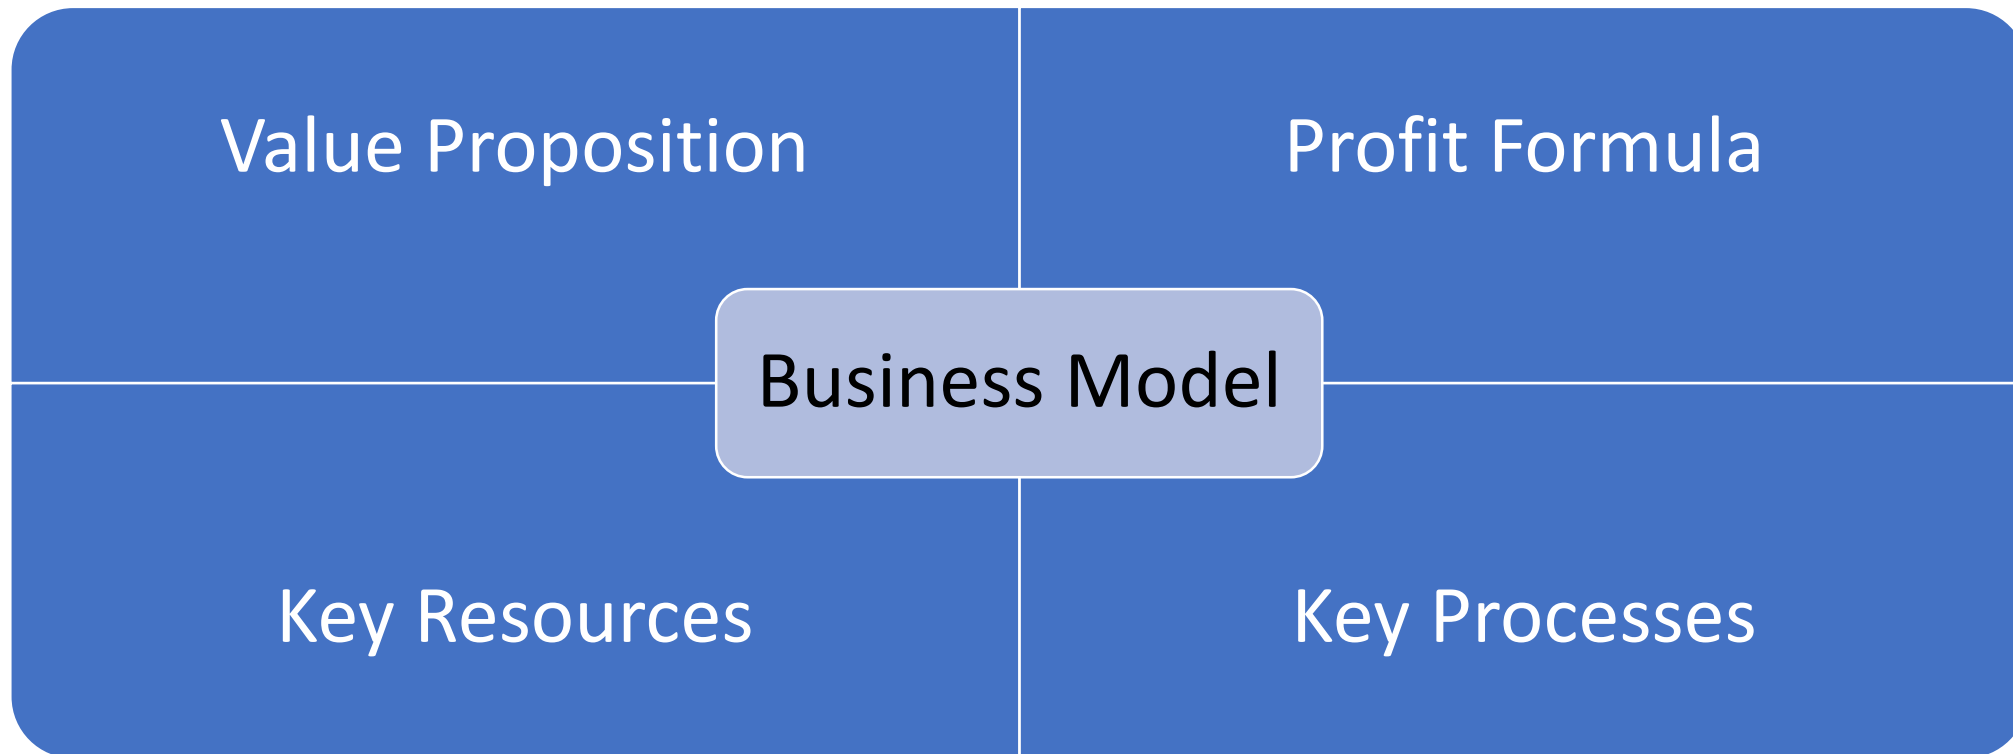 Value Proposition
Profit Formula
Business Model
Key Resources
Key Processes